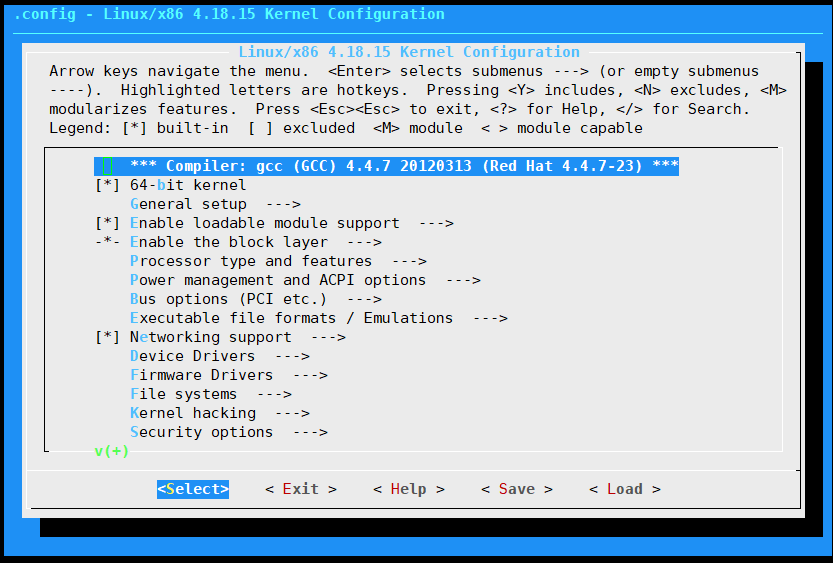 .config - Linux/x86 4.18.15 Kernel Configuration
Linux/x86 4.18.15 Kernel Configuration
Arrow keys navigate the menu.  <Enter> selects submenus ---> (or empty submenus
----).  Highlighted letters are hotkeys.  Pressing <Y> includes, <N> excludes, <M>
modularizes features.  Press <Esc><Esc> to exit, <?> for Help, </> for Search.
Legend: [*] built-in  [ ] excluded  <M> module  < > module capable
*** Compiler: gcc (GCC) 4.4.7 20120313 (Red Hat 4.4.7-23) ***
[*] 64-bit kernel
General setup  --->
[*] Enable loadable module support  --->
-*- Enable the block layer  --->
Processor type and features  --->
Power management and ACPI options  --->
Bus options (PCI etc.)  --->
Executable file formats / Emulations  --->
[*] Networking support  --->
Device Drivers  --->
Firmware Drivers  --->
File systems  --->
Kernel hacking  --->
Security options  --->
v(+)
<Select>    < Exit >    < Help >    < Save >    < Load >